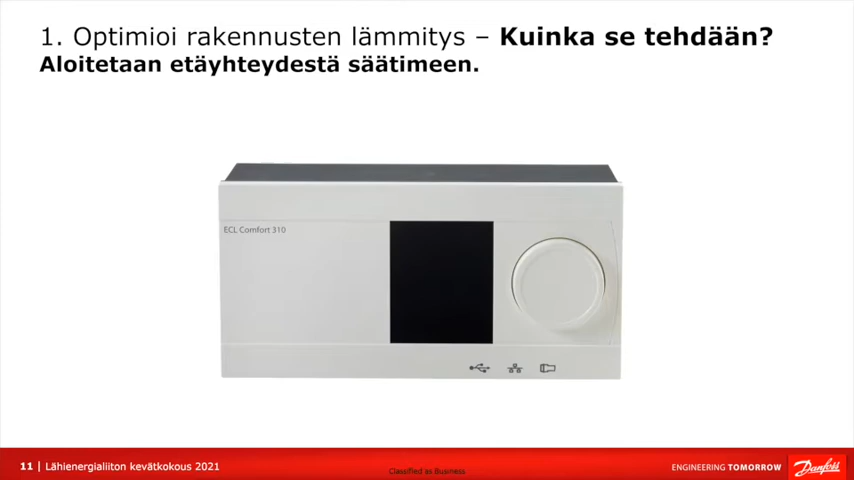 1. Optimioi rakennusten lämmitys – Kuinka se tehdään?
Aloitetaan etäyhteydestä säätimeen.
ECL Comfort 310
11 | Lähienergialiiton kevätkokous 2021
Classified as Business
ENGINEERING TOMORROW
Danfoss